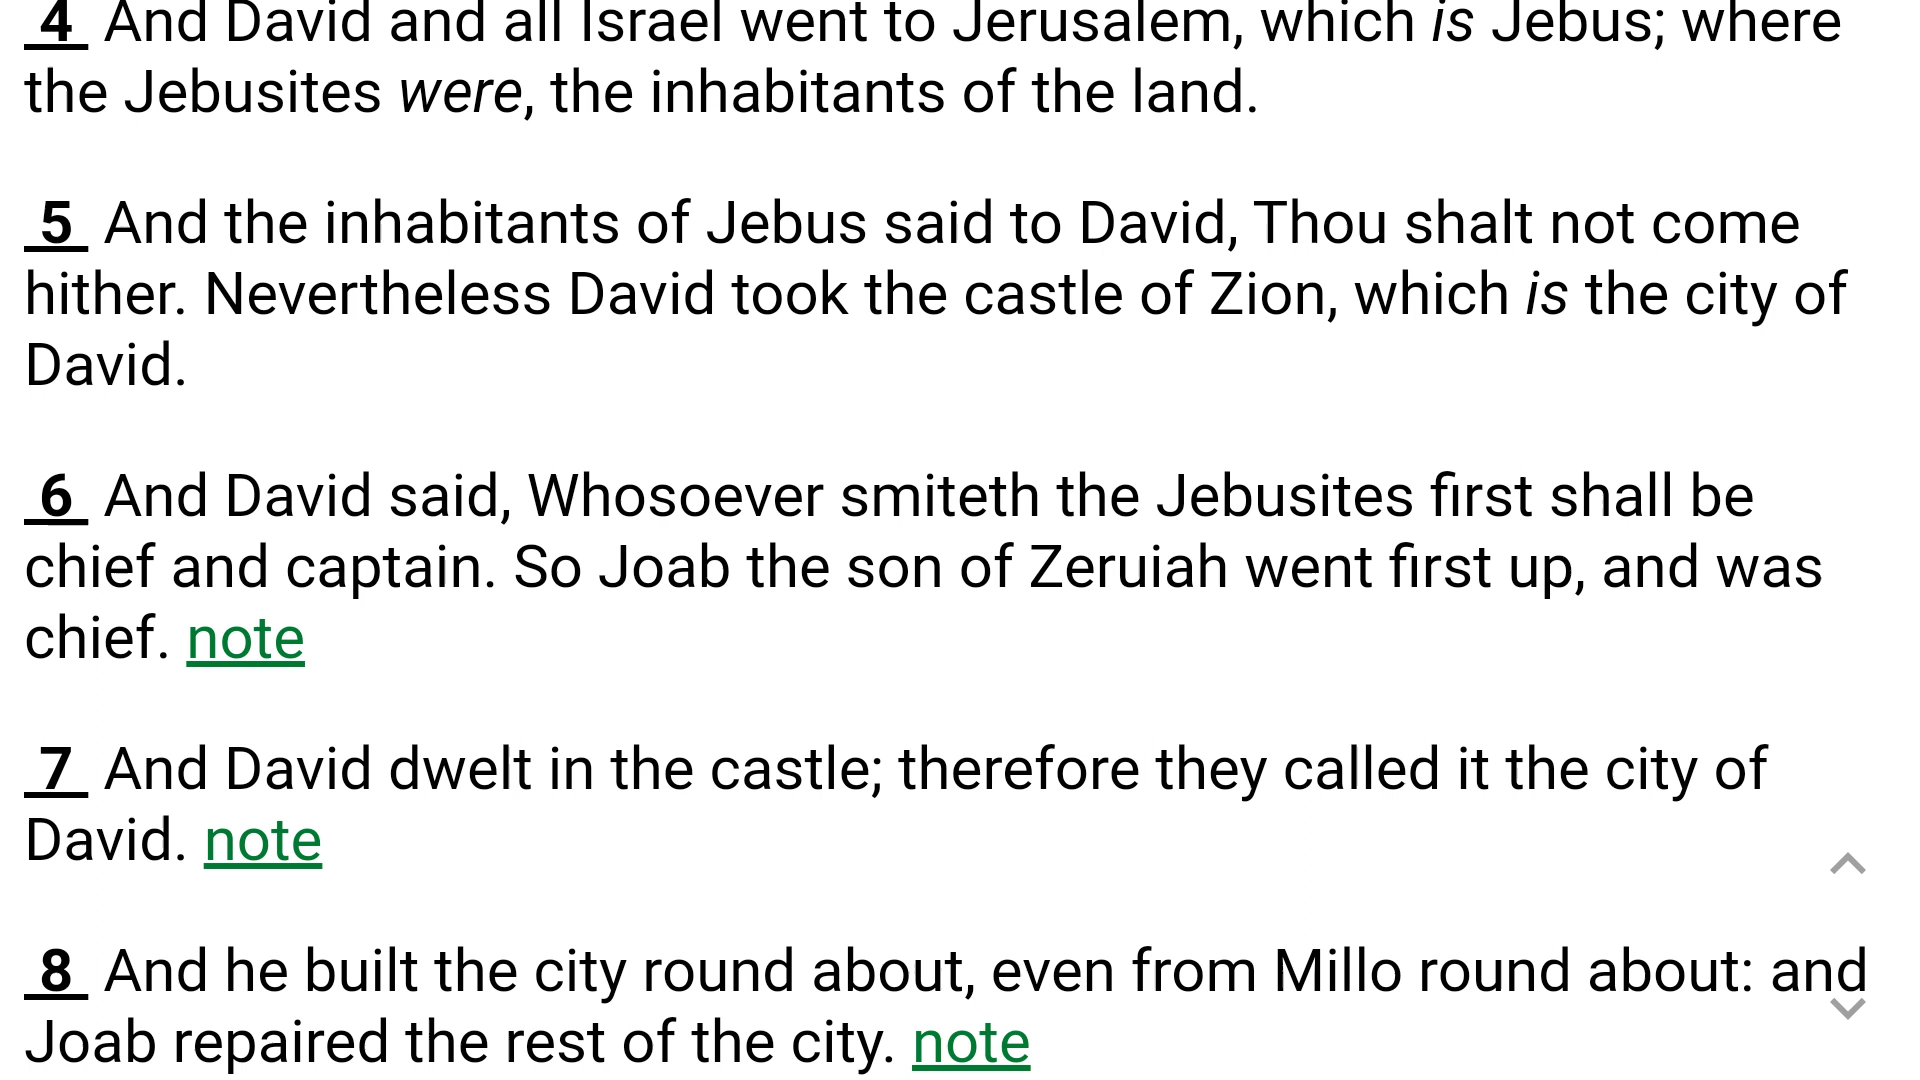 4 And David and all Israel went to Jerusalem, which is Jebus; where
the Jebusites were, the inhabitants of the land.
5 And the inhabitants of Jebus said to David, Thou shalt not come
hither. Nevertheless David took the castle of Zion, which is the city of
David.
6 And David said, Whosoever smiteth the Jebusites first shall be
chief and captain. So Joab the son of Zeruiah went first up, and was
chief. note
7 And David dwelt in the castle; therefore they called it the city of
David. note
8 And he built the city round about, even from Millo round about: and
Joab repaired the rest of the city. note